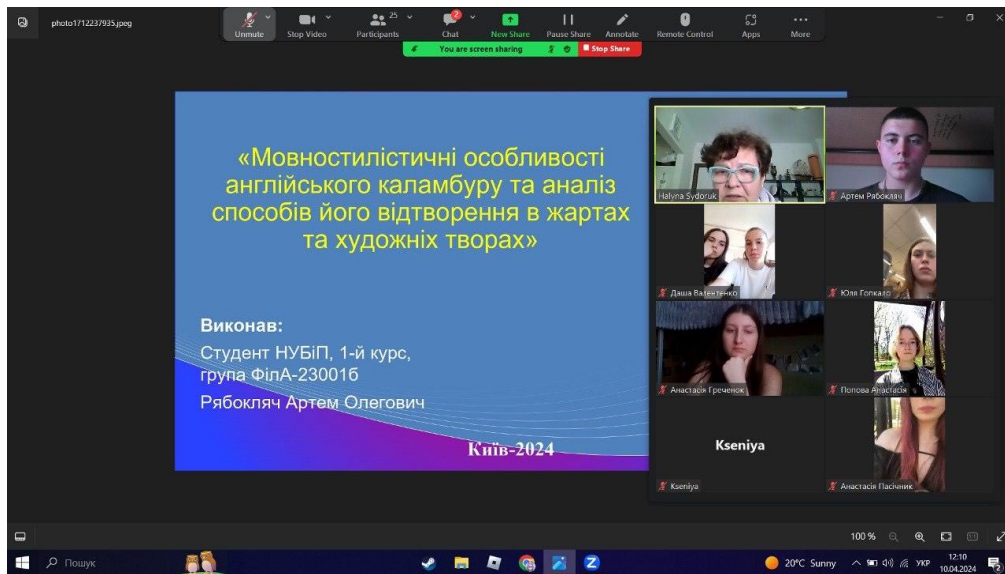 photo1712237935.jpeg
Unmute
Stop Video
25
Participants
2
Chat
New Share
Pause Share
Annotate
Remote Control
Apps
More
You are screen sharing
Stop Share
«Мовностилістичні особливості
англійського каламбуру та аналіз
способів його відтворення в жартах
та художніх творах»
Виконав:
Студент НУБіП, 1-й курс,
група ФілА-23001б
Рябокляч Артем Олегович
Київ-2024
Halyna Sydoruk
Артем Рябокляч
Даша Валентенко
Юля Гопкало
Анастасія Греченок
Попова Анастасія
Kseniya
Kseniya
Анастасія Пасічник
100 %
Пошук
20°C Sunny
УКР
12:10
10.04.2024
2